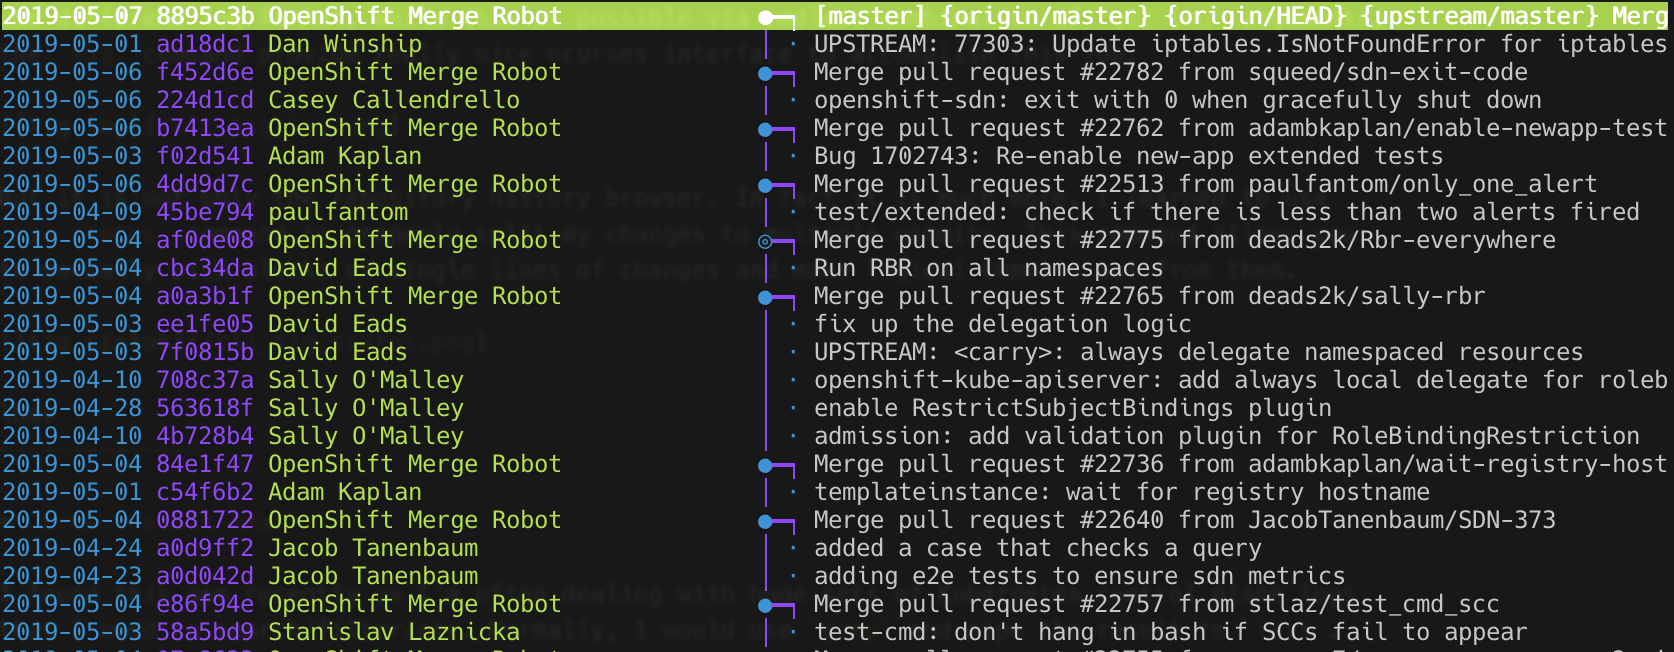 2019-05-07 8895c3b OpenShift Merge Robot [master] {origin/master} {origin/HEAD} {upstream/master} Merg
2019-05-01 ad18dc1 Dan Winship UPSTREAM: 77303: Update iptables.IsNotFoundError for iptables
2019-05-06 f452d6e OpenShift Merge Robot Merge pull request #22782 from squeed/sdn-exit-code
2019-05-06 224d1cd Casey Callendrello openshift-sdn: exit with 0 when gracefully shut down
2019-05-06 b7413ea OpenShift Merge Robot Merge pull request #22762 from adambkaplan/enable-newapp-test
2019-05-03 f02d541 Adam Kaplan Bug 1702743: Re-enable new-app extended tests
2019-05-06 4dd9d7c OpenShift Merge Robot Merge pull request #22513 from paulfantom/only_one_alert
2019-04-09 45be794 paulfantom test/extended: check if there is less than two alerts fired
2019-05-04 af0de08 OpenShift Merge Robot Merge pull request #22775 from deads2k/Rbr-everywhere
2019-05-04 cbc34da David Eads Run RBR on all namespaces
2019-05-04 a0a3b1f OpenShift Merge Robot Merge pull request #22765 from deads2k/sally-rbr
2019-05-03 ee1fe05 David Eads fix up the delegation logic
2019-05-03 7f0815b David Eads UPSTREAM: <carry>: always delegate namespaced resources
2019-04-10 708c37a Sally O'Malley openshift-kube-apiserver: add always local delegate for roleb
2019-04-28 563618f Sally O'Malley enable RestrictSubjectBindings plugin
2019-04-10 4b728b4 Sally O'Malley admission: add validation plugin for RoleBindingRestriction
2019-05-04 84e1f47 OpenShift Merge Robot Merge pull request #22736 from adambkaplan/wait-registry-host
2019-05-01 c54f6b2 Adam Kaplan templateinstance: wait for registry hostname
2019-05-04 0881722 OpenShift Merge Robot Merge pull request #22640 from JacobTanenbaum/SDN-373
2019-04-24 a0d9ff2 Jacob Tanenbaum added a case that checks a query
2019-04-23 a0d042d Jacob Tanenbaum adding e2e tests to ensure sdn metrics
2019-05-04 e86f94e OpenShift Merge Robot Merge pull request #22757 from stlaz/test_cmd_scc
2019-05-03 58a5bd9 Stanislav Laznicka test-cmd: don't hang in bash if SCCs fail to appear